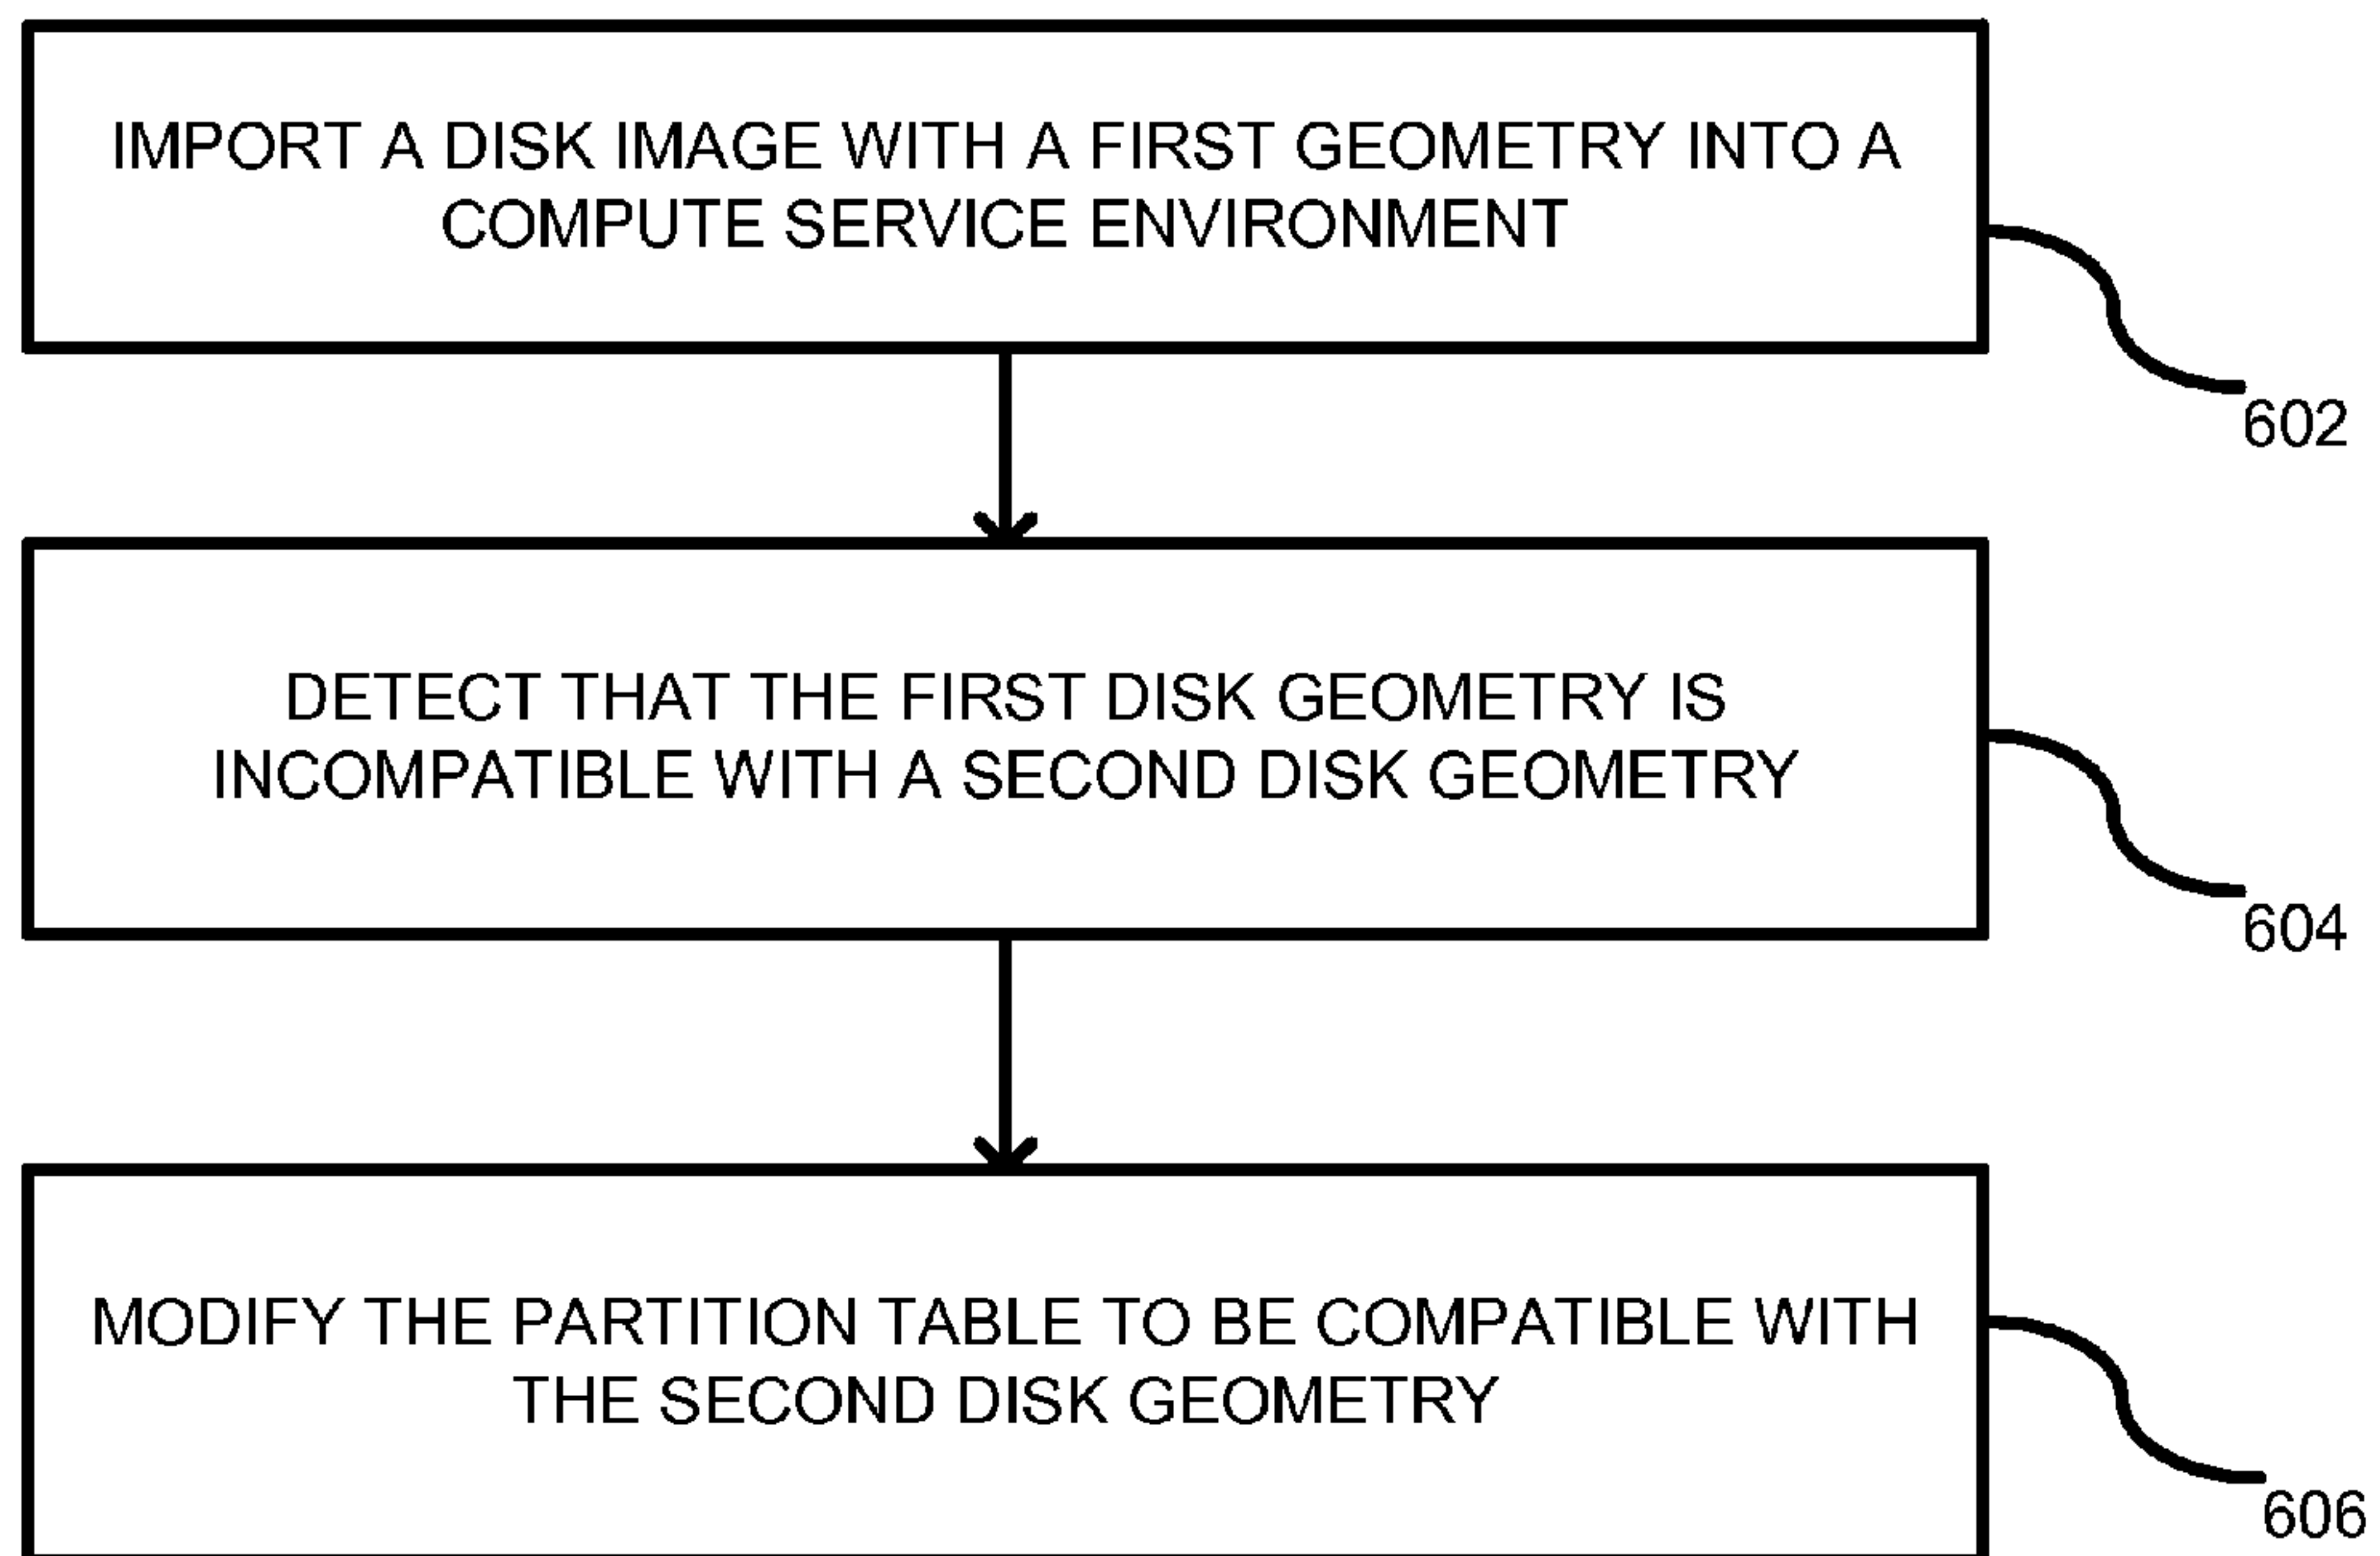 IMPORT A DISK IMAGE WITH A FIRST GEOMETRY INTO A
COMPUTE SERVICE ENVIRONMENT
602
DETECT THAT THE FIRST DISK GEOMETRY IS
INCOMPATIBLE WITH A SECOND DISK GEOMETRY
604
MODIFY THE PARTITION TABLE TO BE COMPATIBLE WITH
THE SECOND DISK GEOMETRY
606